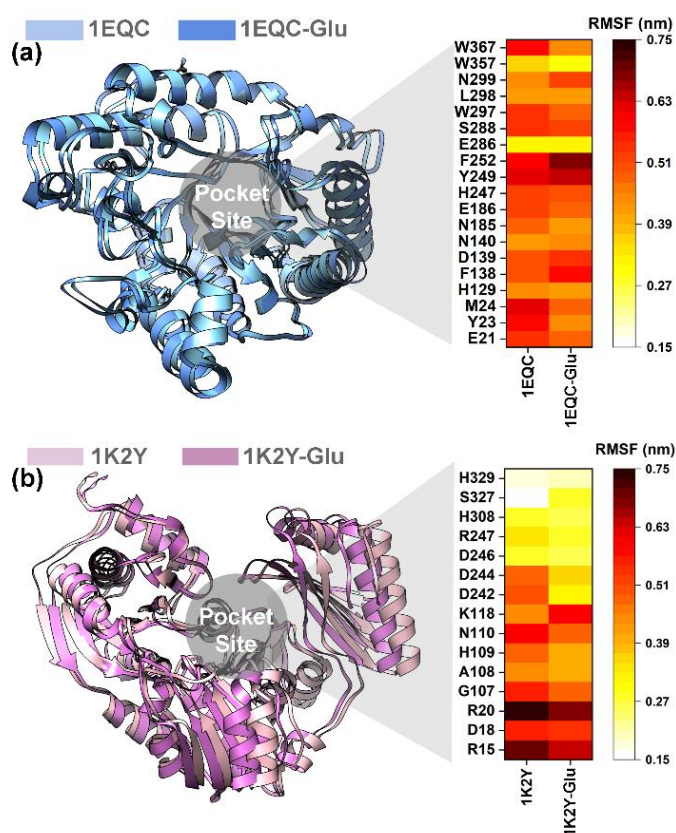 1EQC 1EQC-Glu
(a)
Pocket
Site
RMSF (nm)
W367
W357
N299
L298
W297
S288
E286
F252
Y249
H247
E186
N185
N140
D139
F138
H129
M24
Y23
E21
0.75
0.63
0.51
0.39
0.27
0.15
1EQC
1EQC-Glu
1K2Y 1K2Y-Glu
(b)
Pocket
Site
RMSF (nm)
H329
S327
H308
R247
D246
D244
D242
K118
N110
H109
A108
G107
R20
D18
R15
0.75
0.63
0.51
0.39
0.27
0.15
1K2Y
1K2Y-Glu